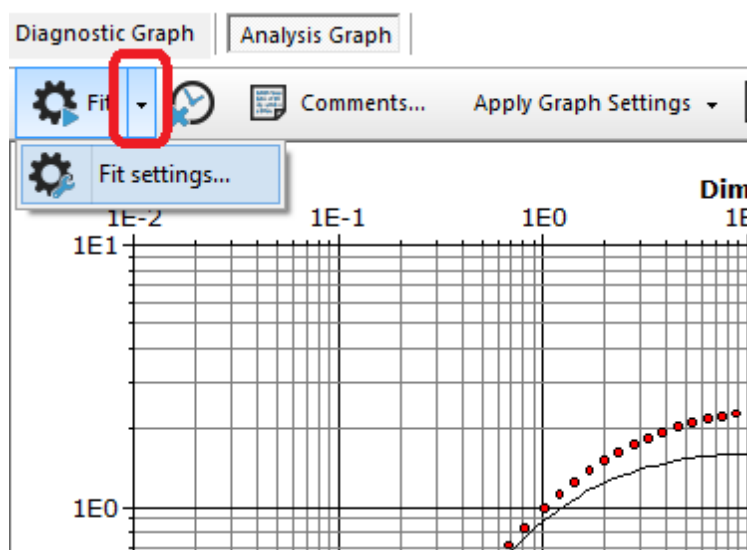 Diagnostic Graph Analysis Graph
Fit Comments... Apply Graph Settings
Fit settings...
Dim
1E-2 1E-1 1E0 1E
1E1
1E0